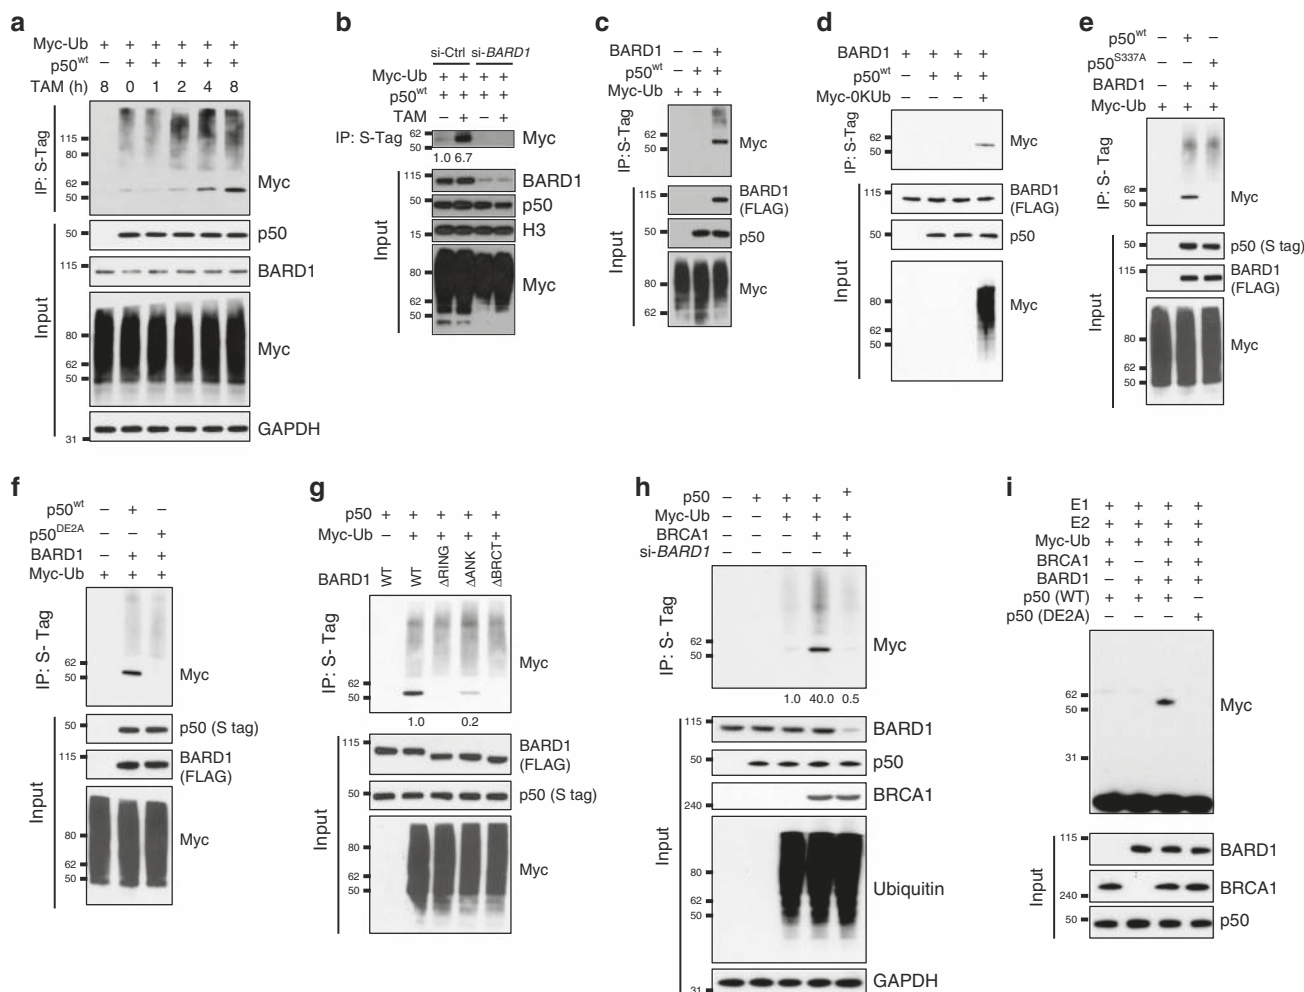 a
Myc-Ub + + + + + +
p50wt – + + + + +
TAM (h) 8 0 1 2 4 8
IP: S-Tag
115
80
62
50
Myc
Input
50
p50
115
BARD1
80
62
50
Myc
31
GAPDH
b
si-Ctrl si-BARD1
Myc-Ub + + + +
p50wt + + + +
TAM – + – +
IP: S-Tag
62
50
Myc
1.0 6.7
Input
115
BARD1
50
p50
15
H3
80
62
50
Myc
c
BARD1 – – +
p50wt – + +
Myc-Ub + + +
IP: S-Tag
62
50
Myc
Input
115
BARD1
(FLAG)
50
p50
80
62
Myc
d
BARD1 + + + +
p50wt – + + +
Myc-0KUb – – – +
IP: S-Tag
62
50
Myc
Input
115
BARD1
(FLAG)
50
p50
80
62
50
Myc
e
p50wt – + –
p50S337A – – +
BARD1 – + +
Myc-Ub + + +
IP: S- Tag
62
50
Myc
Input
50
p50 (S tag)
115
BARD1
(FLAG)
80
62
50
Myc
f
p50wt – + –
p50DE2A – – +
BARD1 – + +
Myc-Ub + + +
IP: S- Tag
62
50
Myc
Input
50
p50 (S tag)
115
BARD1
(FLAG)
80
62
50
Myc
g
p50 + + + + +
Myc-Ub – + + + +
BARD1 WT WT ΔRING ΔANK ΔBRCT
IP: S- Tag
62
50
Myc
1.0 0.2
Input
115
BARD1
(FLAG)
50
p50 (S tag)
80
62
50
Myc
h
p50 – + + + +
Myc-Ub – – + + +
BRCA1 – – – + +
si-BARD1 – – – – +
IP: S- Tag
62
50
Myc
1.0 40.0 0.5
Input
115
BARD1
50
p50
240
BRCA1
80
62
50
Ubiquitin
31
GAPDH
i
E1 + + + +
E2 + + + +
Myc-Ub + + + +
BRCA1 + – + +
BARD1 – + + +
p50 (WT) + + + –
p50 (DE2A) – – – +
62
50
31
Myc
Input
115
BARD1
240
BRCA1
50
p50